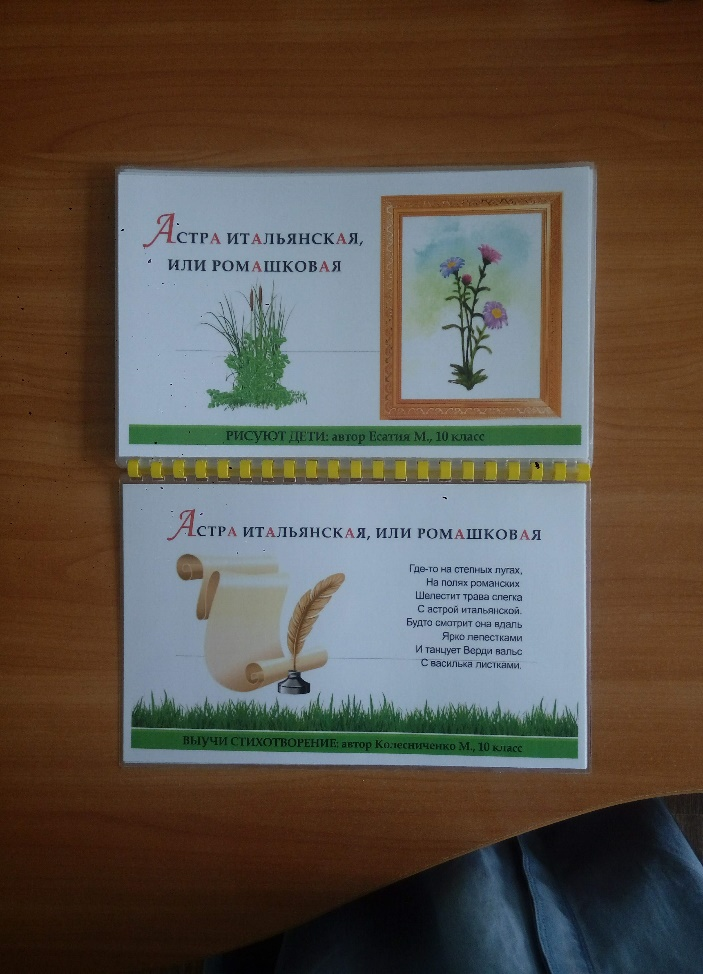 Астра итальянская,
или ромашковая
РИСУЮТ ДЕТИ: автор Есатия М., 10 класс
Астра итальянская, или ромашковая
Где-то на степных лугах,
На полях романских
Шелестит трава слегка
С астрой итальянской.
Будто смотрит она вдаль
Ярко лепестками
И танцует Верди вальс
С василька листками.
ВЫУЧИ СТИХОТВОРЕНИЕ: автор Колесниченко М., 10 класс